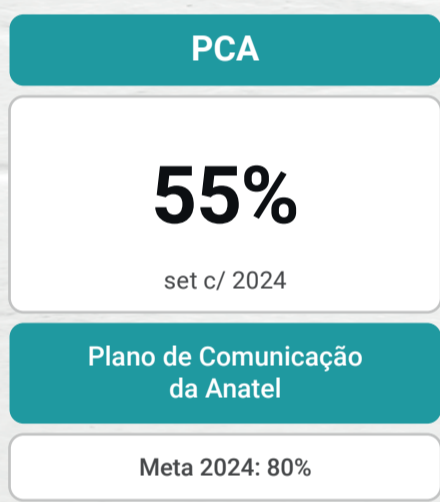 PCA
55%
set c/ 2024
Plano de Comunicação
da Anatel
Meta 2024: 80%